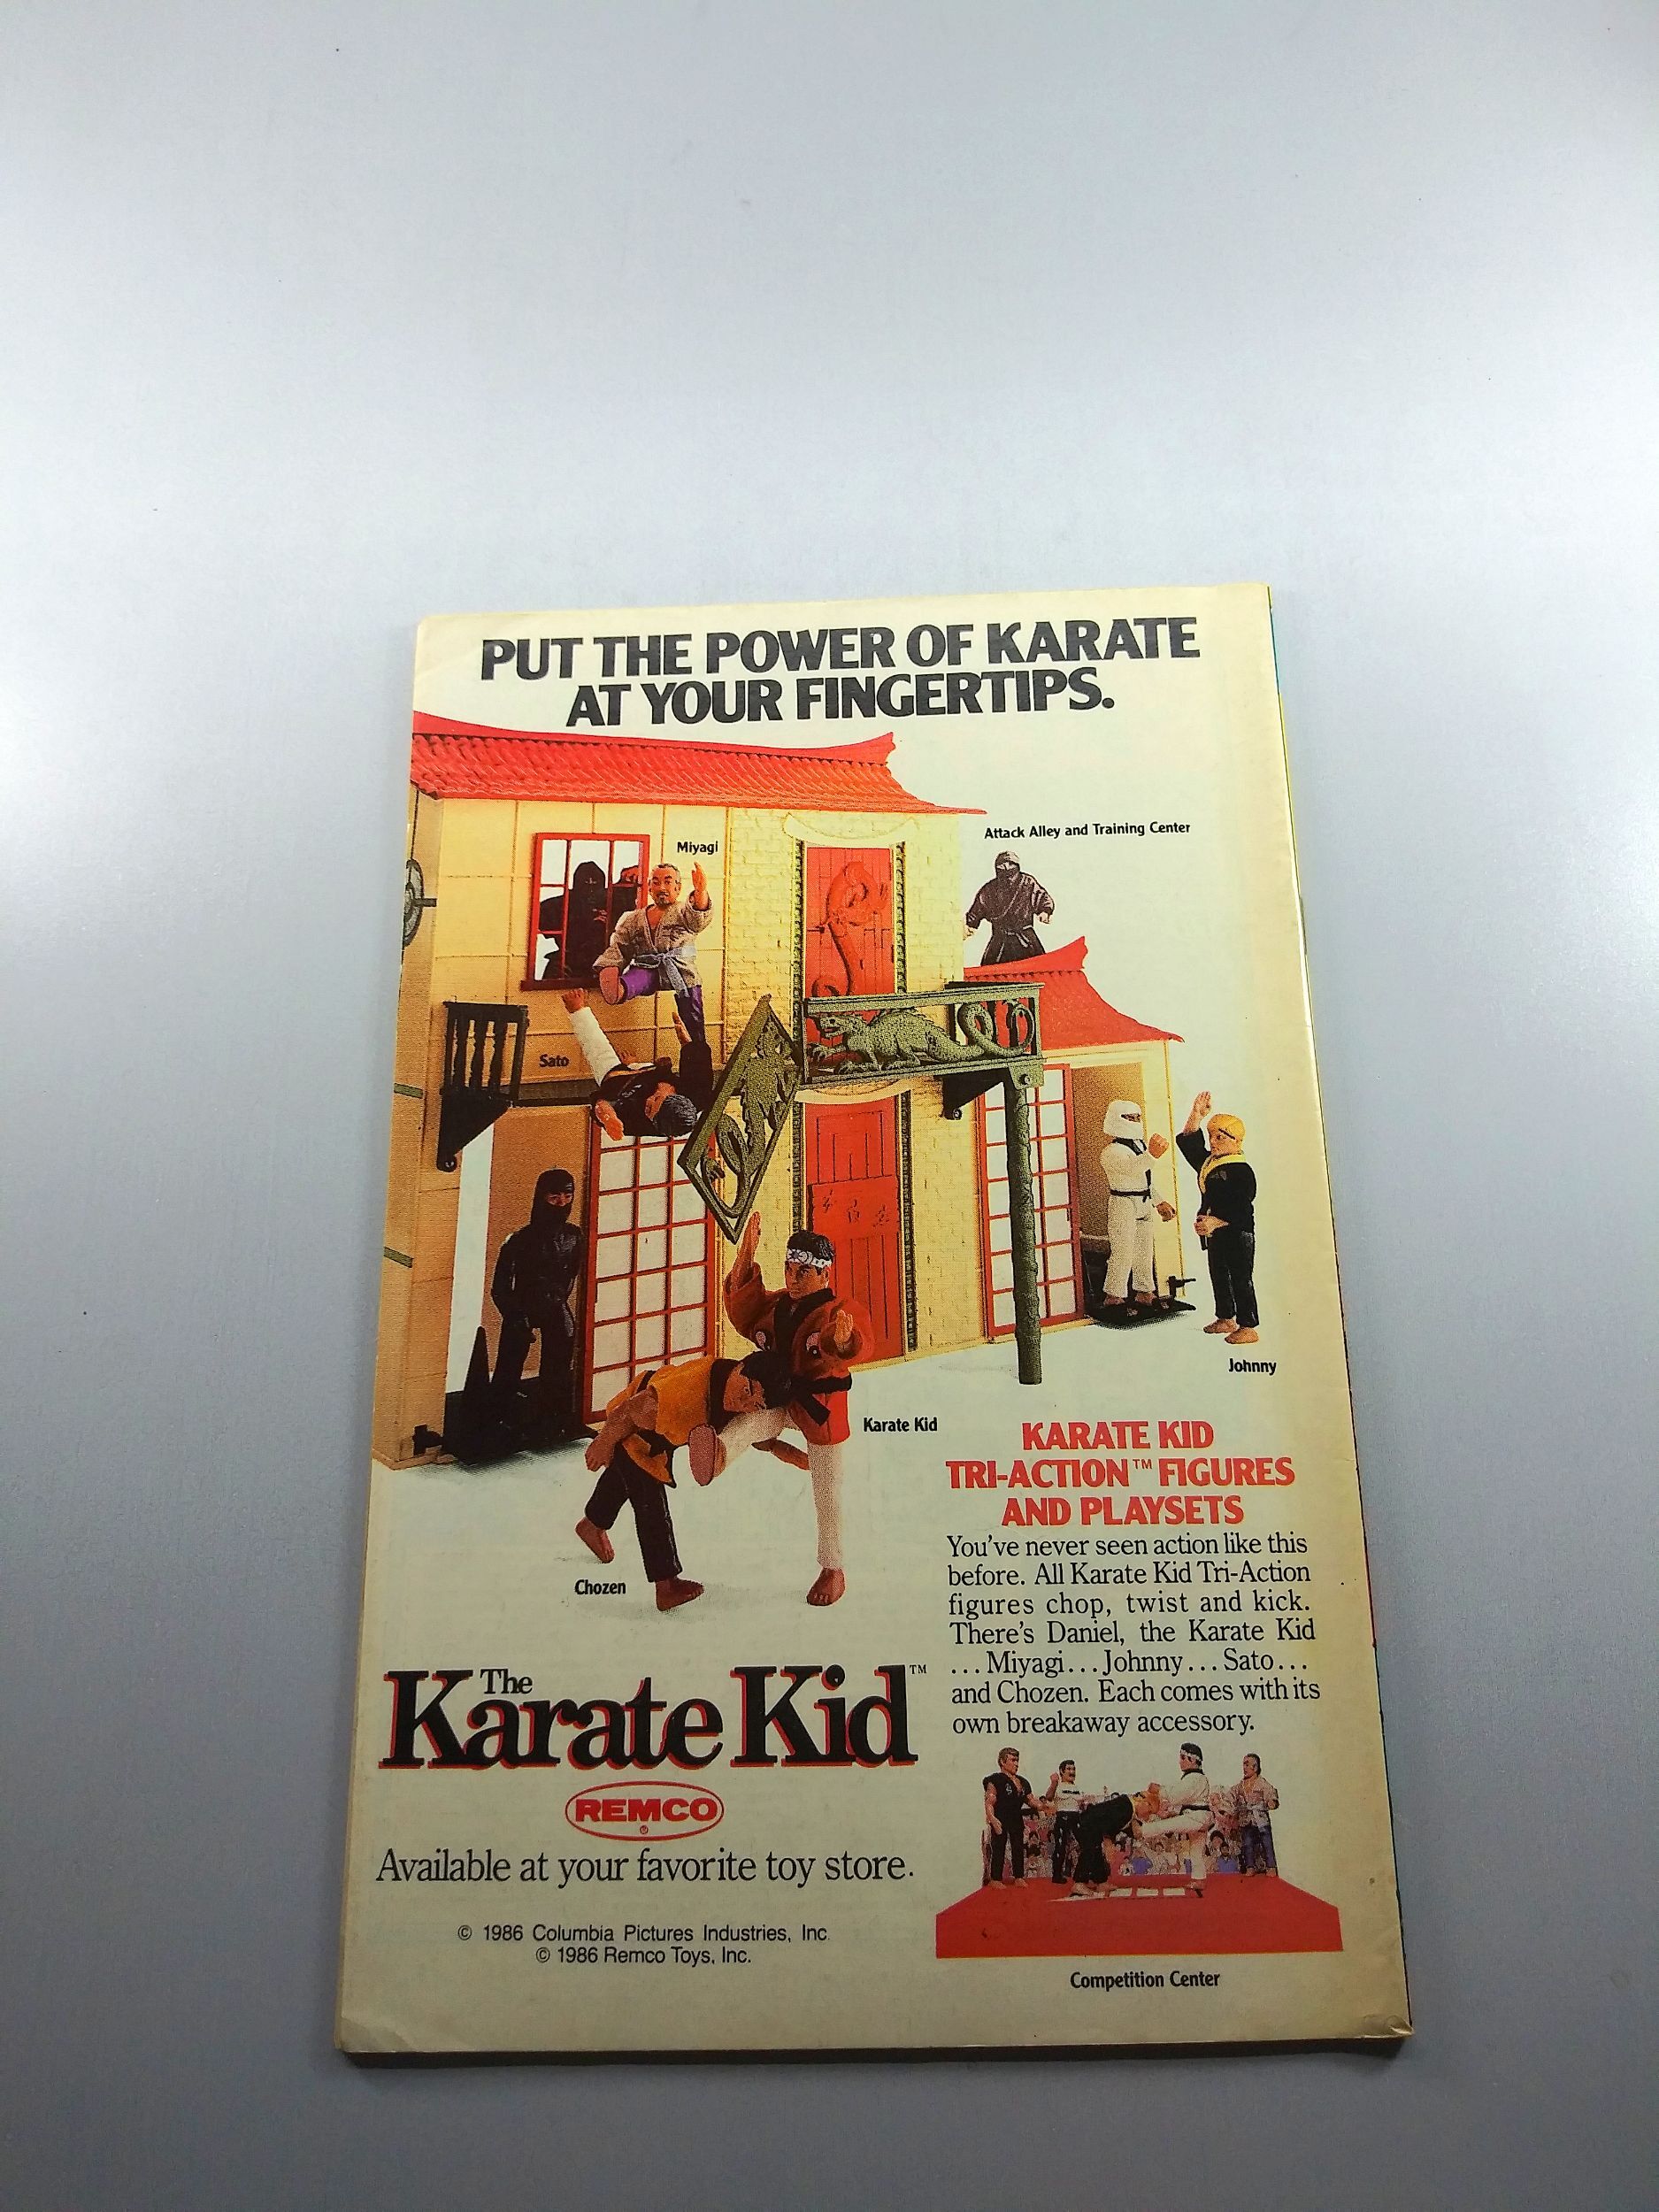 PUT THE POWER OF KARATE
AT YOUR FINGERTIPS.
Attack Alley and Training Center
Miyagi
Sato
Johnny
Karate Kid
Chozen
KARATE KID
TRI-ACTION™ FIGURES
AND PLAYSETS
You've never seen action like this
before. All Karate Kid Tri-Action
figures chop, twist and kick.
There's Daniel, the Karate Kid
...Miyagi...Johnny...Sato...
and Chozen. Each comes with its
own breakaway accessory.
The
Karate Kid™
REMCO®
Available at your favorite toy store.
© 1986 Columbia Pictures Industries, Inc.
© 1986 Remco Toys, Inc.
Competition Center